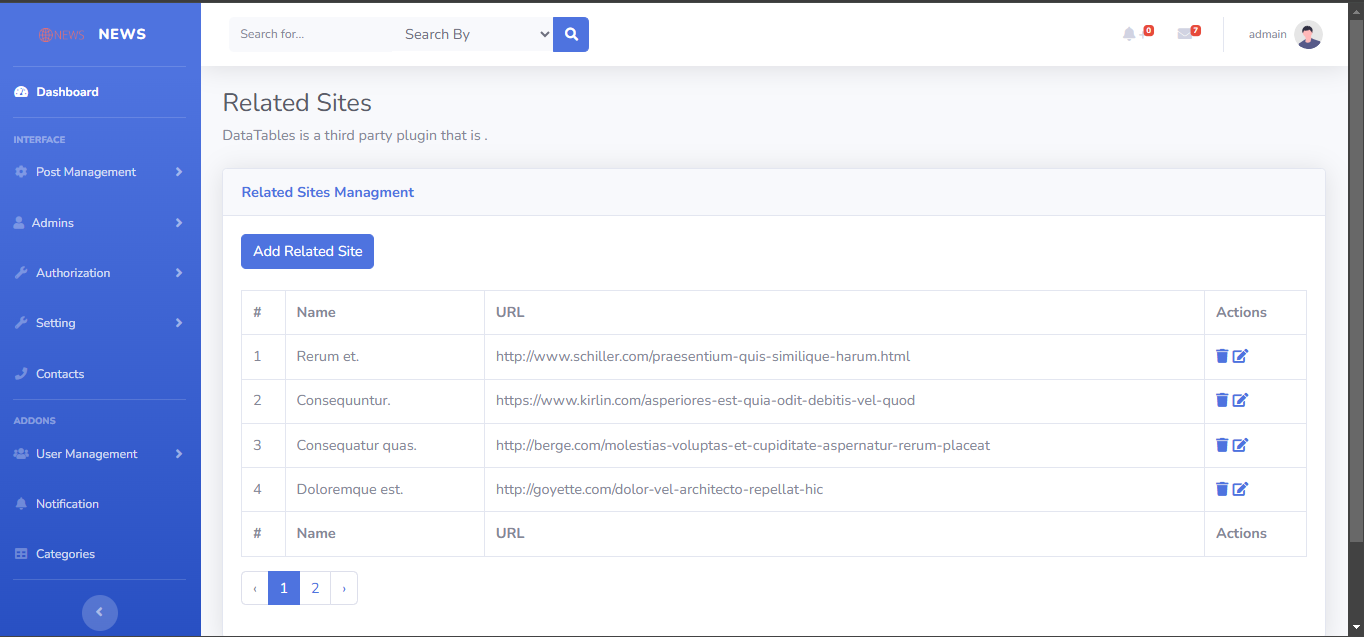 NEWS NEWS
Dashboard
INTERFACE
Post Management
Admins
Authorization
Setting
Contacts
ADDONS
User Management
Notification
Categories
Search for... Search By
0 7 admain
Related Sites
DataTables is a third party plugin that is .
Related Sites Managment
Add Related Site
# Name URL Actions
1 Rerum et. http://www.schiller.com/praesentium-quis-similique-harum.html
2 Consequuntur. https://www.kirlin.com/asperiores-est-quia-odit-debitis-vel-quod
3 Consequatur quas. http://berge.com/molestias-voluptas-et-cupiditate-aspernatur-rerum-placeat
4 Doloremque est. http://goyette.com/dolor-vel-architecto-repellat-hic
# Name URL Actions
‹ 1 2 ›